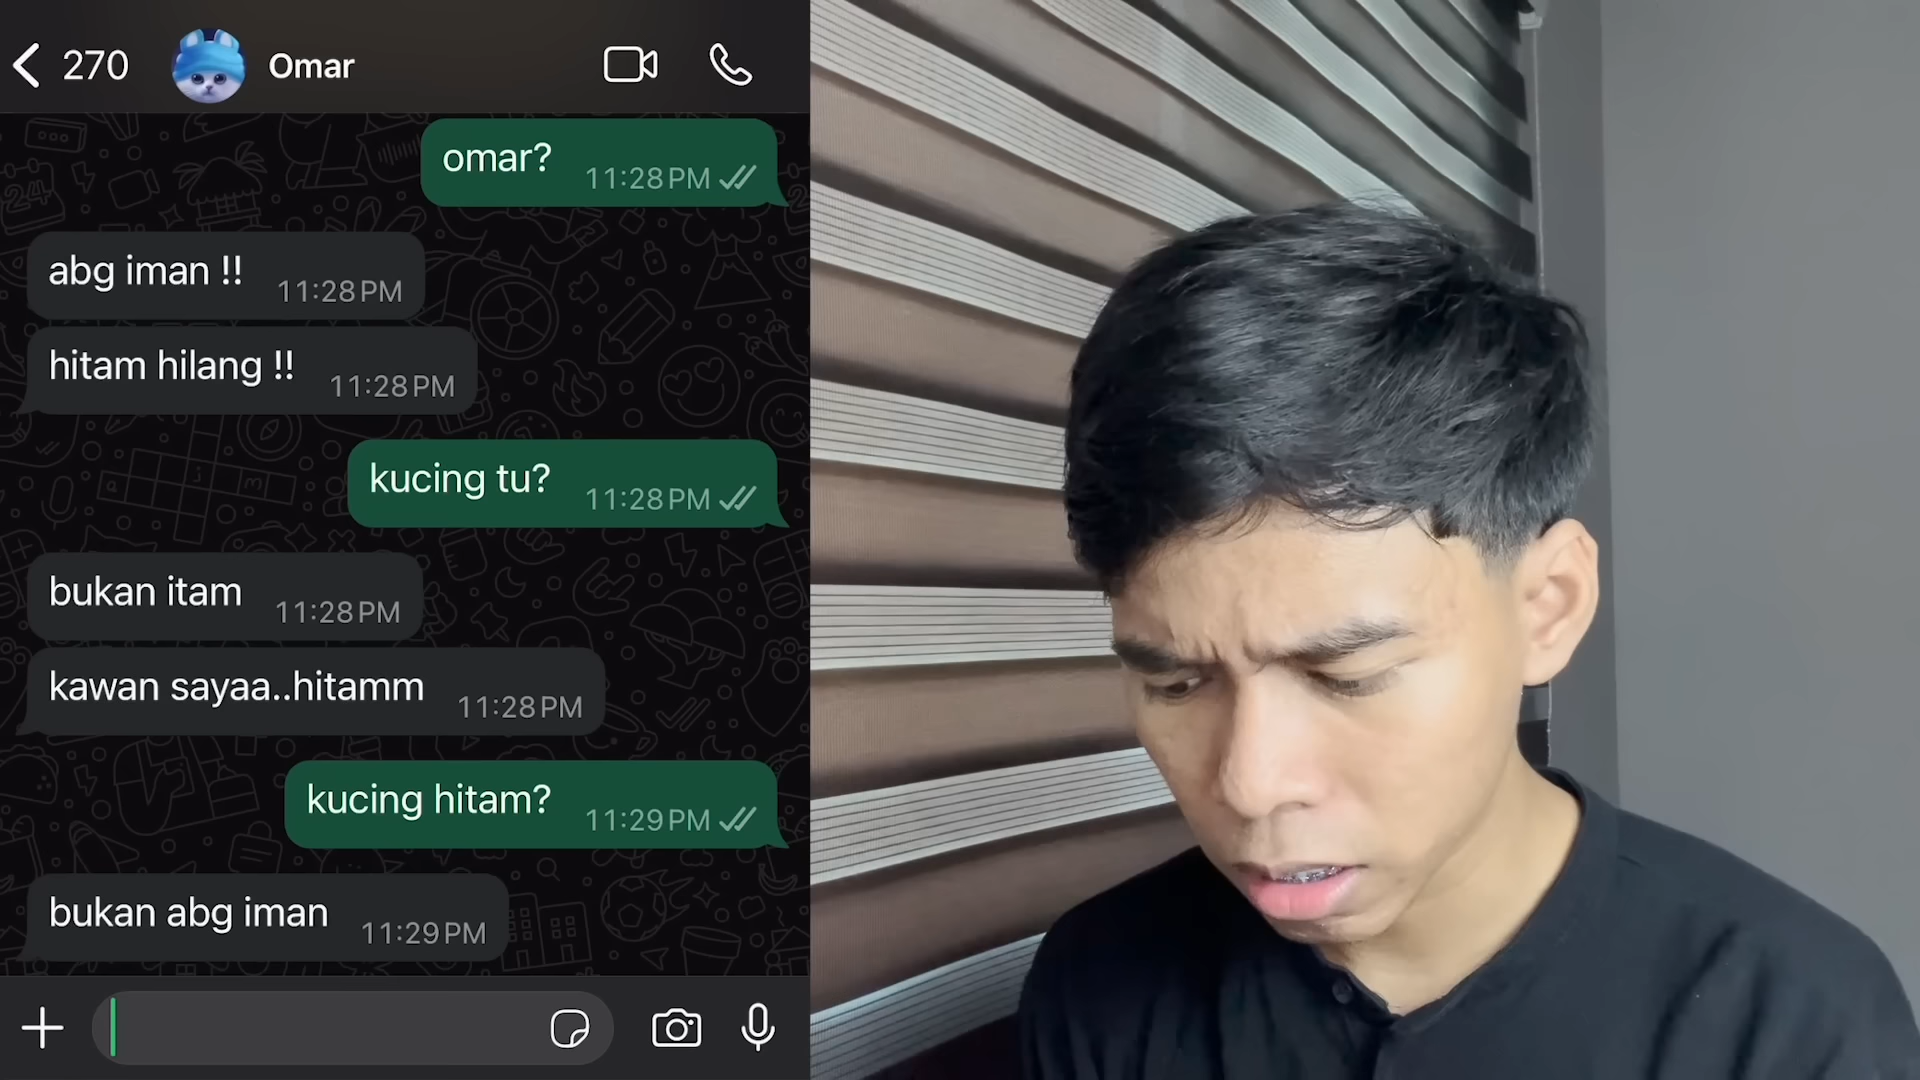 270
Omar
omar?
11:28 PM
abg iman !!
11:28 PM
hitam hilang !!
11:28 PM
kucing tu?
11:28 PM
bukan itam
11:28 PM
kawan sayaa..hitamm
11:28 PM
kucing hitam?
11:29 PM
bukan abg iman
11:29 PM